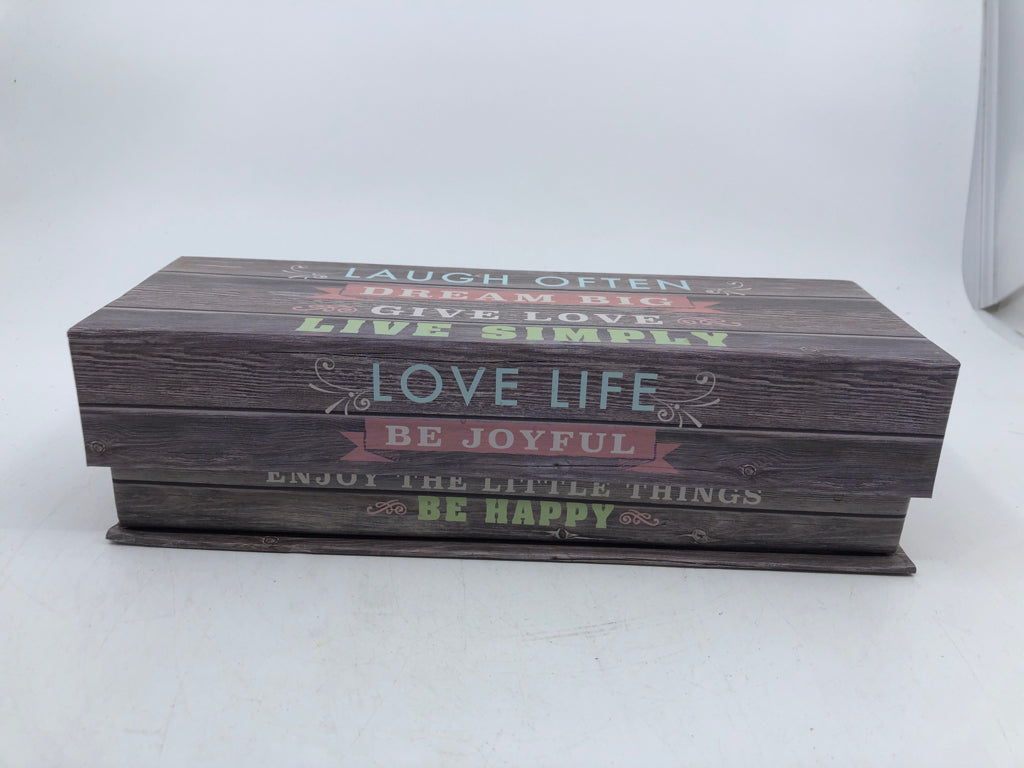 LAUGH OFTEN
DREAM BIG
GIVE LOVE
LIVE SIMPLY
LOVE LIFE
BE JOYFUL
ENJOY THE LITTLE THINGS
BE HAPPY